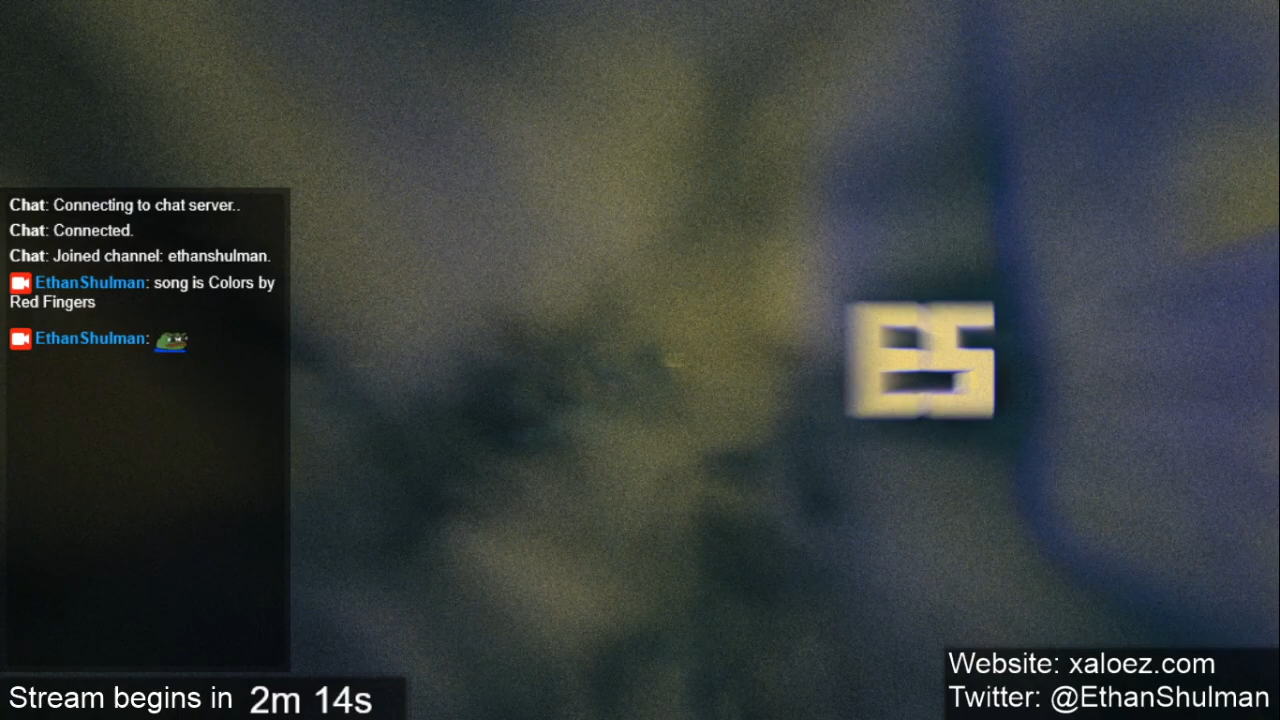 Chat: Connecting to chat server..
Chat: Connected.
Chat: Joined channel: ethanshulman.
EthanShulman: song is Colors by
Red Fingers
EthanShulman:
ES
Stream begins in 2m 14s
Website: xaloez.com
Twitter: @EthanShulman